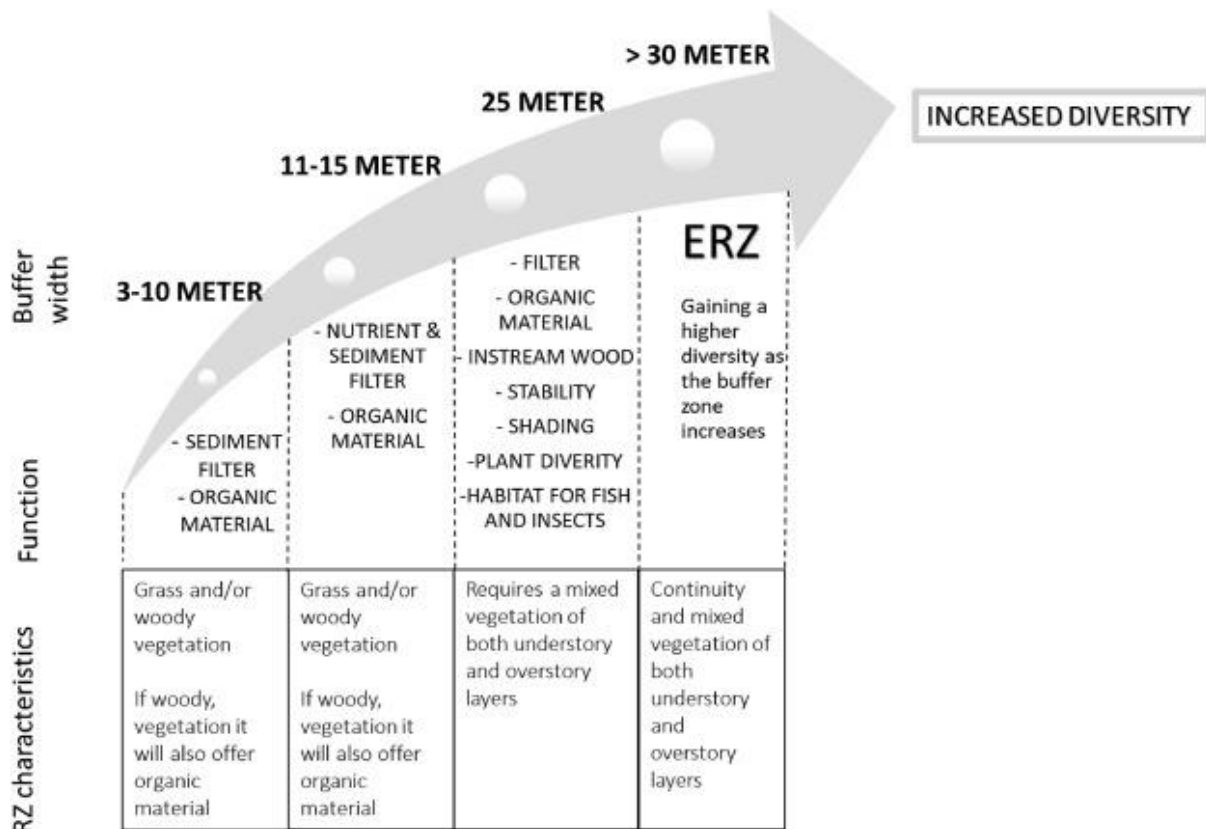 > 30 METER
25 METER
INCREASED DIVERSITY
11-15 METER
3-10 METER
Buffer
width
- SEDIMENT
FILTER
- ORGANIC
MATERIAL
- NUTRIENT &
SEDIMENT
FILTER
- ORGANIC
MATERIAL
- FILTER
- ORGANIC
MATERIAL
- INSTREAM WOOD
- STABILITY
- SHADING
-PLANT DIVERITY
-HABITAT FOR FISH
AND INSECTS
ERZ
Gaining a
higher
diversity as
the buffer
zone
increases
Function
Grass and/or
woody
vegetation
If woody,
vegetation it
will also offer
organic
material
Grass and/or
woody
vegetation
If woody,
vegetation it
will also offer
organic
material
Requires a mixed
vegetation of
both understory
and overstory
layers
Continuity
and mixed
vegetation of
both
understory
and
overstory
layers
RZ characteristics